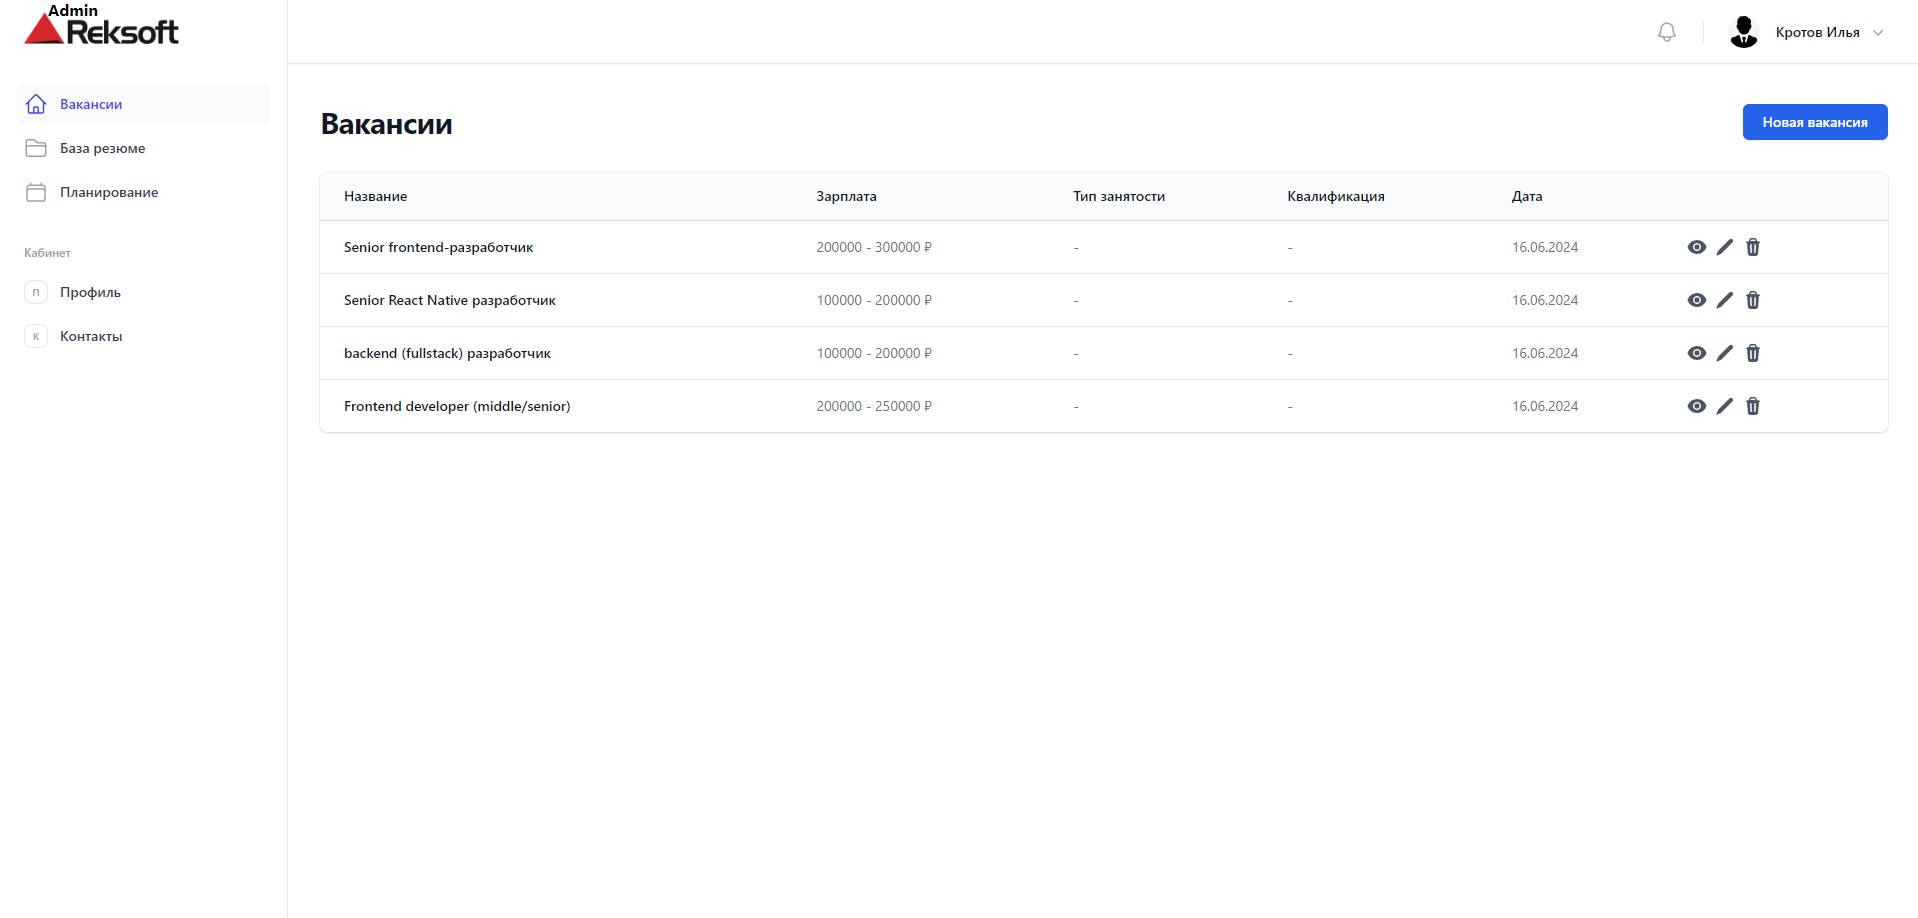 Admin
Reksoft
Кротов Илья
Вакансии
База резюме
Планирование
Кабинет
П Профиль
К Контакты
Вакансии
Новая вакансия
Название Зарплата Тип занятости Квалификация Дата
Senior frontend-разработчик 200000 - 300000 ₽ - - 16.06.2024
Senior React Native разработчик 100000 - 200000 ₽ - - 16.06.2024
backend (fullstack) разработчик 100000 - 200000 ₽ - - 16.06.2024
Frontend developer (middle/senior) 200000 - 250000 ₽ - - 16.06.2024